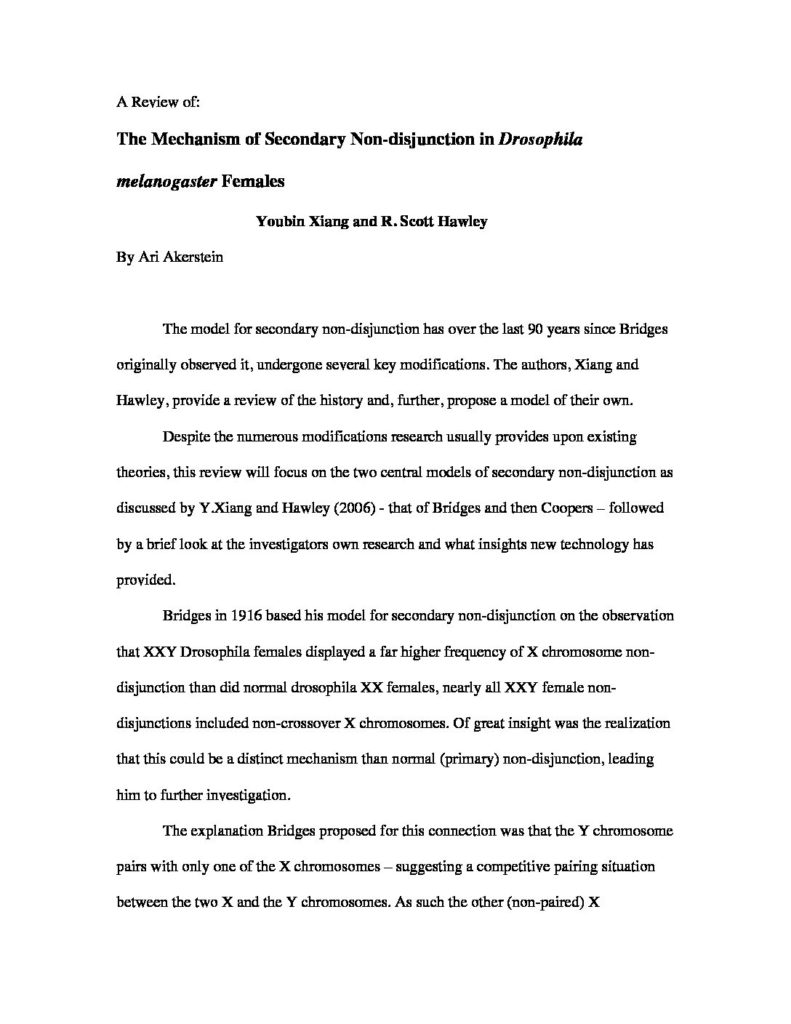 A Review of:
The Mechanism of Secondary Non-disjunction in Drosophila
melanogaster Females
Youbin Xiang and R. Scott Hawley
By Ari Akerstein
The model for secondary non-disjunction has over the last 90 years since Bridges
originally observed it, undergone several key modifications. The authors, Xiang and
Hawley, provide a review of the history and, further, propose a model of their own.
Despite the numerous modifications research usually provides upon existing
theories, this review will focus on the two central models of secondary non-disjunction as
discussed by Y.Xiang and Hawley (2006) - that of Bridges and then Coopers – followed
by a brief look at the investigators own research and what insights new technology has
provided.
Bridges in 1916 based his model for secondary non-disjunction on the observation
that XXY Drosophila females displayed a far higher frequency of X chromosome non-
disjunction than did normal drosophila XX females, nearly all XXY female non-
disjunctions included non-crossover X chromosomes. Of great insight was the realization
that this could be a distinct mechanism than normal (primary) non-disjunction, leading
him to further investigation.
The explanation Bridges proposed for this connection was that the Y chromosome
pairs with only one of the X chromosomes – suggesting a competitive pairing situation
between the two X and the Y chromosomes. As such the other (non-paired) X